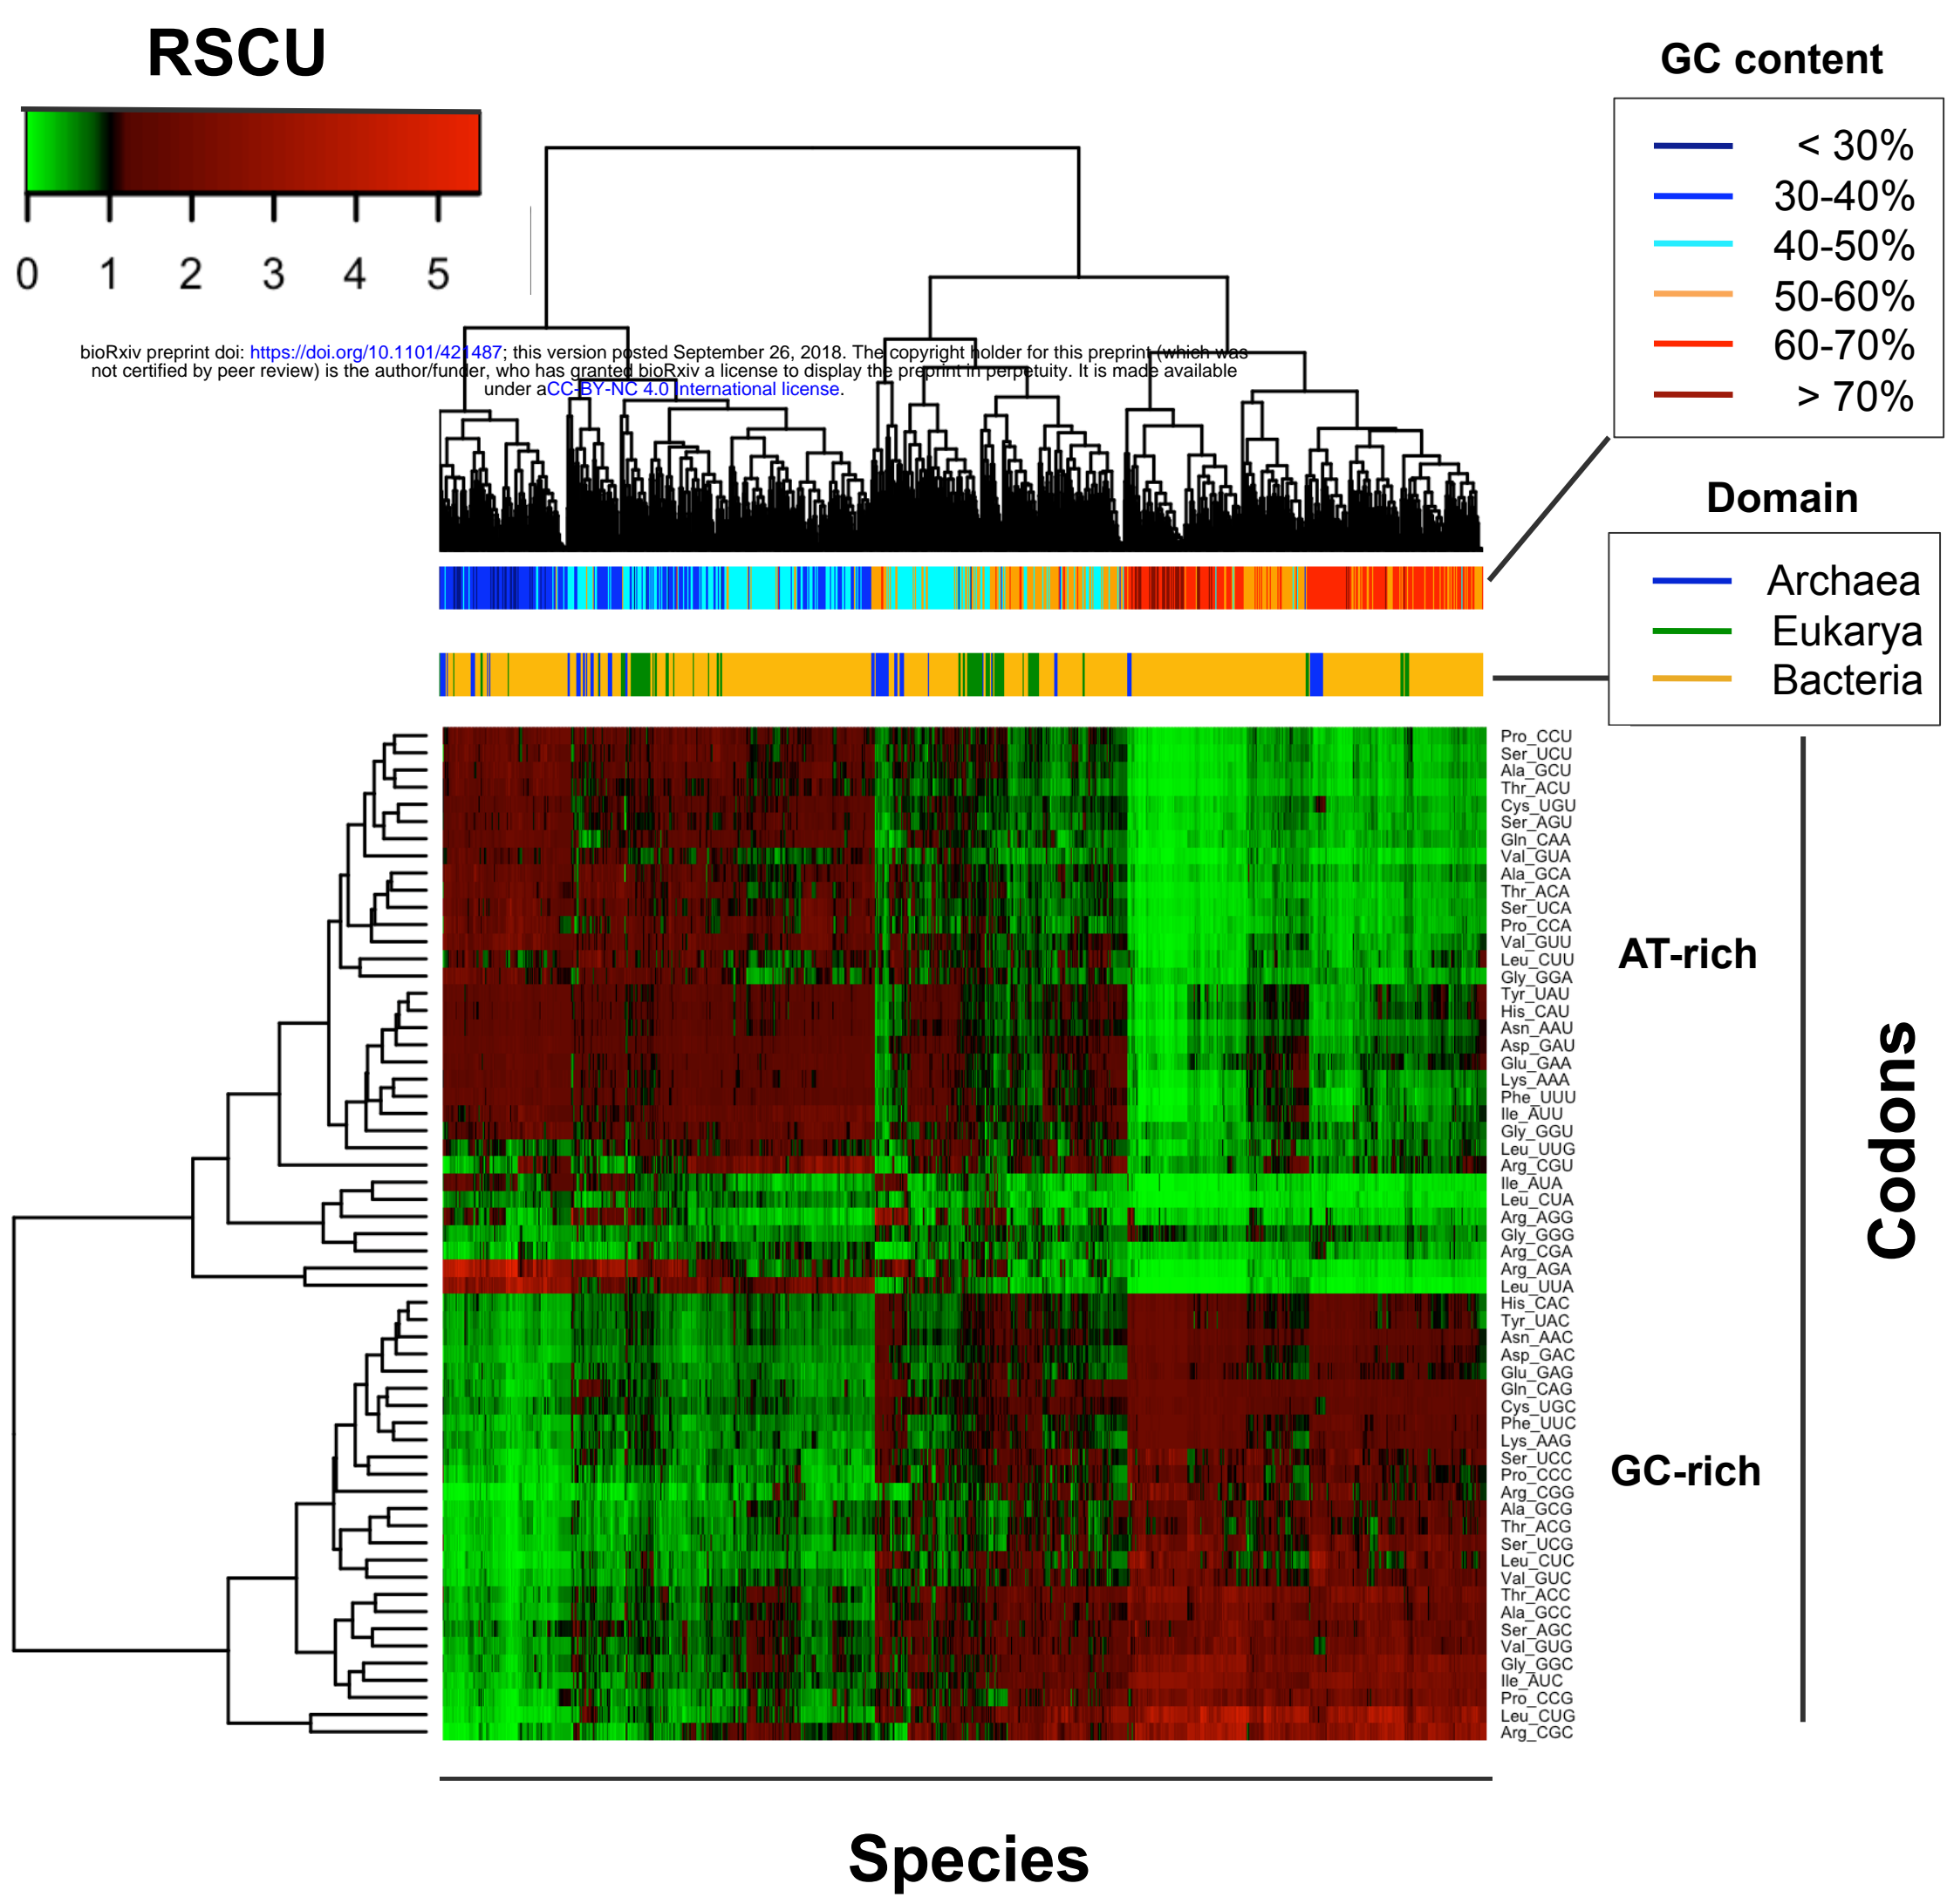 RSCU
0 1 2 3 4 5
GC content
< 30%
30-40%
40-50%
50-60%
60-70%
> 70%
bioRxiv preprint doi: https://doi.org/10.1101/421487; this version posted September 26, 2018. The copyright holder for this preprint (which was
not certified by peer review) is the author/funder, who has granted bioRxiv a license to display the preprint in perpetuity. It is made available
under aCC-BY-NC 4.0 International license.
Domain
Archaea
Eukarya
Bacteria
Pro_CCU
Ser_UCU
Ala_GCU
Thr_ACU
Cys_UGU
Ser_AGU
Gln_CAA
Val_GUA
Ala_GCA
Thr_ACA
Ser_UCA
Pro_CCA
Val_GUU
Leu_CUU
Gly_GGA
Tyr_UAU
His_CAU
Asn_AAU
Asp_GAU
Glu_GAA
Lys_AAA
Phe_UUU
Ile_AUU
Gly_GGU
Leu_UUG
Arg_CGU
Ile_AUA
Leu_CUA
Arg_AGG
Gly_GGG
Arg_CGA
Arg_AGA
Leu_UUA
His_CAC
Tyr_UAC
Asn_AAC
Asp_GAC
Glu_GAG
Gln_CAG
Cys_UGC
Phe_UUC
Lys_AAG
Ser_UCC
Pro_CCC
Arg_CGG
Ala_GCG
Thr_ACG
Ser_UCG
Leu_CUC
Val_GUC
Thr_ACC
Ala_GCC
Ser_AGC
Val_GUG
Gly_GGC
Ile_AUC
Pro_CCG
Leu_CUG
Arg_CGC
AT-rich
GC-rich
Codons
Species